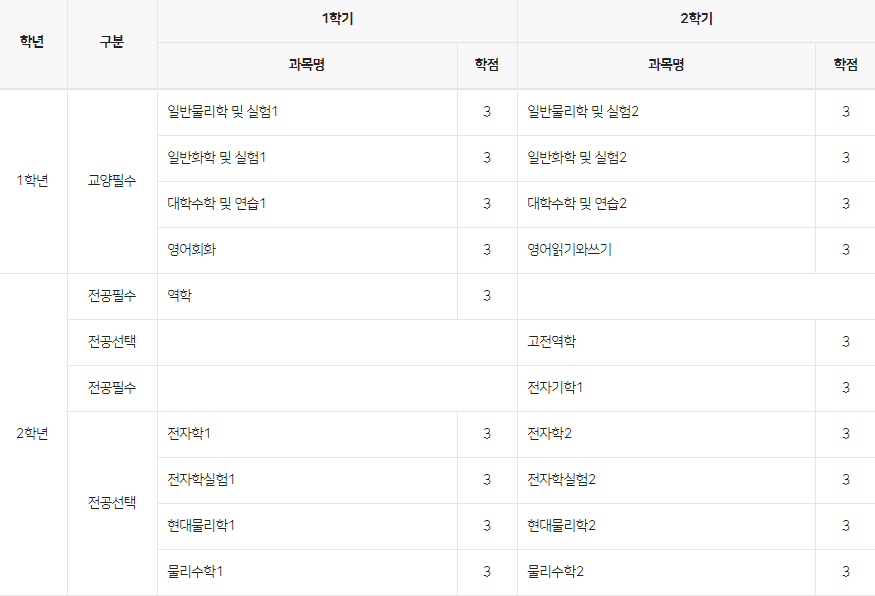 학년 구분 1학기 2학기
과목명 학점 과목명 학점
1학년 교양필수 일반물리학 및 실험1 3 일반물리학 및 실험2 3
일반화학 및 실험1 3 일반화학 및 실험2 3
대학수학 및 연습1 3 대학수학 및 연습2 3
영어회화 3 영어읽기와쓰기 3
2학년 전공필수 역학 3
전공선택 고전역학 3
전공필수 전자기학1 3
전공선택 전자학1 3 전자학2 3
전자학실험1 3 전자학실험2 3
현대물리학1 3 현대물리학2 3
물리수학1 3 물리수학2 3